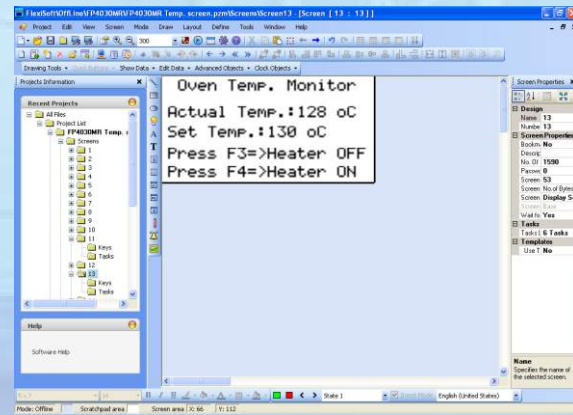 FlexiSoft\OffLine\FP4030MR\FP4030MR Temp. screen.pzm\Screens\Screen13 - [Screen [ 13 : 13 ] ]
Project Edit View Screen Mode Draw Layout Define Tools Window Help
300
Drawing Tools Show Data Edit Data Advanced Objects Clock Objects
Projects Information
Recent Projects
All Files
Project List
FP4030MR Temp.
Screens
1
2
3
4
5
6
7
8
9
10
11
Keys
Tasks
12
13
Keys
Tasks
Help
Software Help
Oven Temp. Monitor
Actual Temp.:128 oC
Set Temp.:130 oC
Press F3=>Heater OFF
Press F4=>Heater ON
Screen Properties
Design
Name 13
Numbe 13
Screen Properties
Bookm No
Descrip
No. Of 1590
Passwc 0
Screen 53
Screen No.of Bytes
Screen Display S
Screen Base
Wait fo Yes
Tasks
Tasks L 6 Tasks
Templates
Use T No
Name
Specifies the name of
the selected screen.
State 1
English (United States)
Mode: Offline Scratchpad area Screen area X: 66 Y: 112